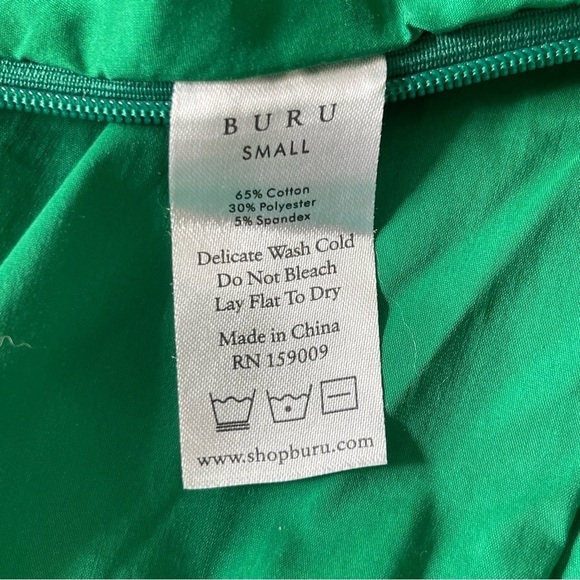 BURU
SMALL
65% Cotton
30% Polyester
5% Spandex
Delicate Wash Cold
Do Not Bleach
Lay Flat To Dry
Made in China
RN 159009
www.shopburu.com